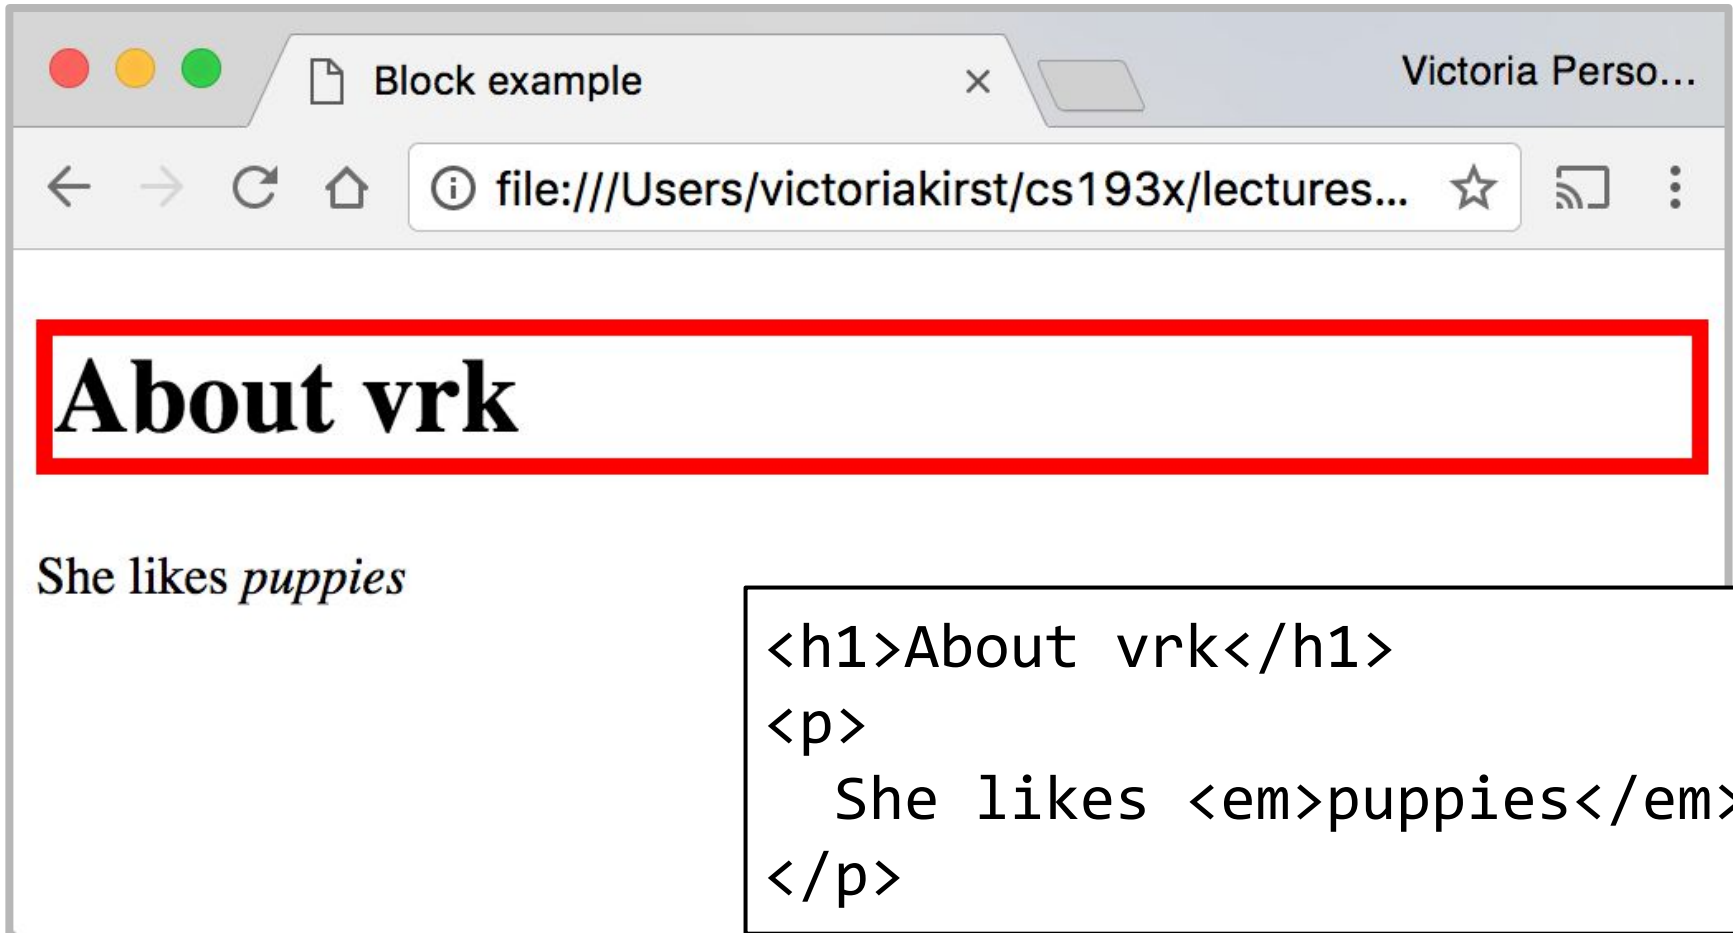 Block example
Victoria Perso...
file:///Users/victoriakirst/cs193x/lectures...
About vrk
She likes puppies
<h1>About vrk</h1>
<p>
She likes <em>puppies</em>
</p>